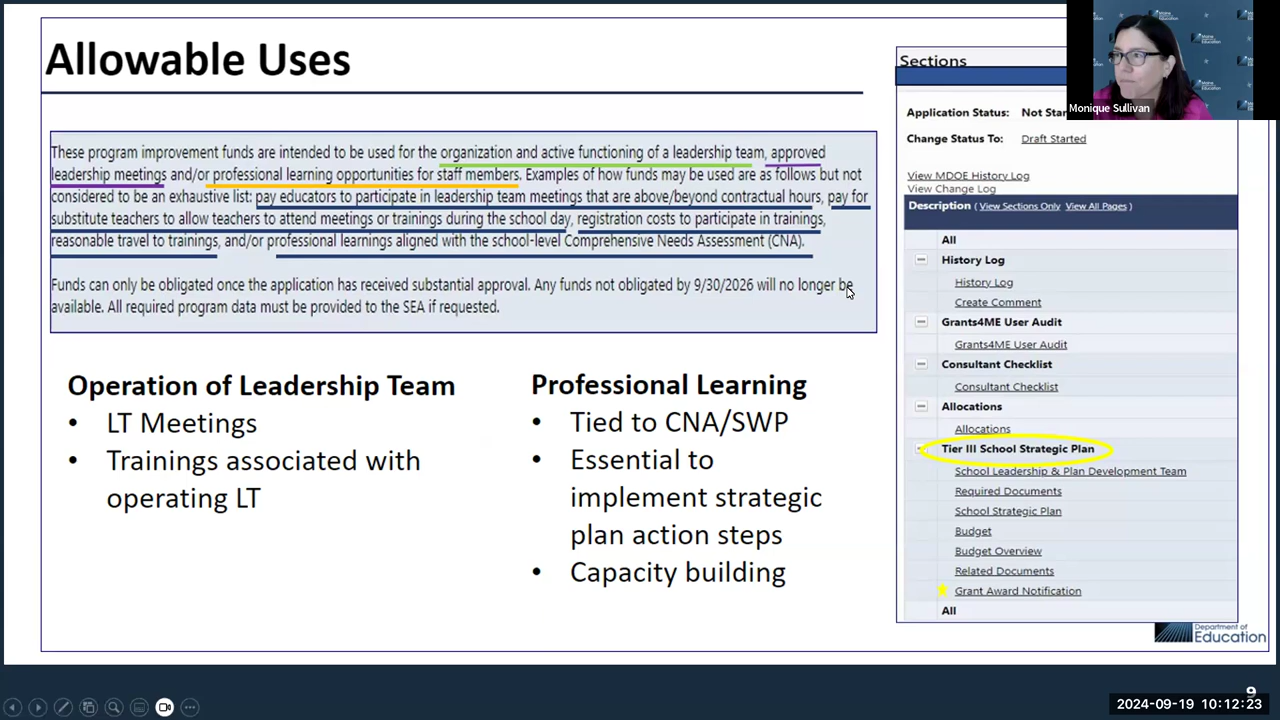 Allowable Uses
These program improvement funds are intended to be used for the organization and active functioning of a leadership team, approved
leadership meetings and/or professional learning opportunities for staff members. Examples of how funds may be used are as follows but not
considered to be an exhaustive list: pay educators to participate in leadership team meetings that are above/beyond contractual hours, pay for
substitute teachers to allow teachers to attend meetings or trainings during the school day, registration costs to participate in trainings,
reasonable travel to trainings, and/or professional learnings aligned with the school-level Comprehensive Needs Assessment (CNA).
Funds can only be obligated once the application has received substantial approval. Any funds not obligated by 9/30/2026 will no longer be
available. All required program data must be provided to the SEA if requested.
Operation of Leadership Team
• LT Meetings
• Trainings associated with
operating LT
Professional Learning
• Tied to CNA/SWP
• Essential to
implement strategic
plan action steps
• Capacity building
Sections
Application Status: Not Star
Change Status To: Draft Started
View MDOE History Log
View Change Log
Description ( View Sections Only View All Pages )
All
History Log
History Log
Create Comment
Grants4ME User Audit
Grants4ME User Audit
Consultant Checklist
Consultant Checklist
Allocations
Allocations
Tier III School Strategic Plan
School Leadership & Plan Development Team
Required Documents
School Strategic Plan
Budget
Budget Overview
Related Documents
Grant Award Notification
All
Monique Sullivan
Department of
Education
9
2024-09-19 10:12:23